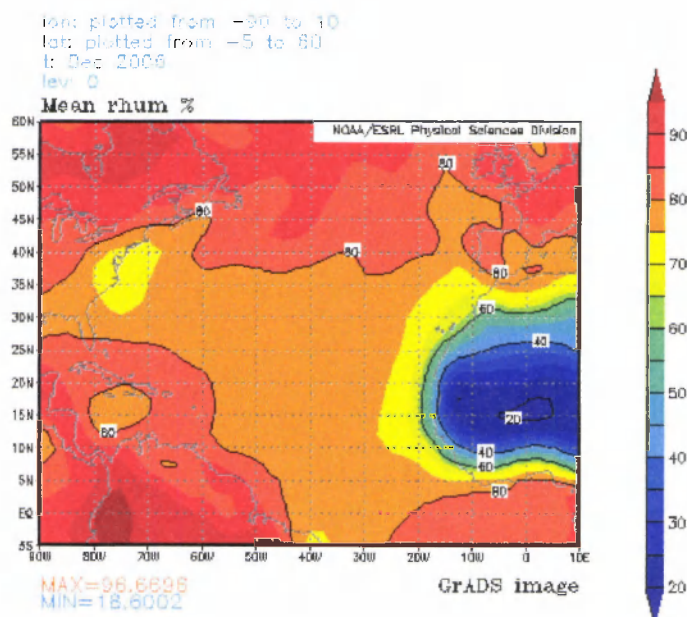 lon: plotted from -90 to 10
lat: plotted from -5 to 60
t: Dec 2006
lev: 0
Mean rhum %
NOAA/ESRL Physical Sciences Division
60N
55N
50N
45N
40N
35N
30N
25N
20N
15N
10N
5N
EQ
5S
90W 80W 70W 60W 50W 40W 30W 20W 10W 0 10E
80
80
80
80
60
40
20
40
60
80
80
90
80
70
60
50
40
30
20
MAX=96.6696
MIN=18.6002
GrADS image